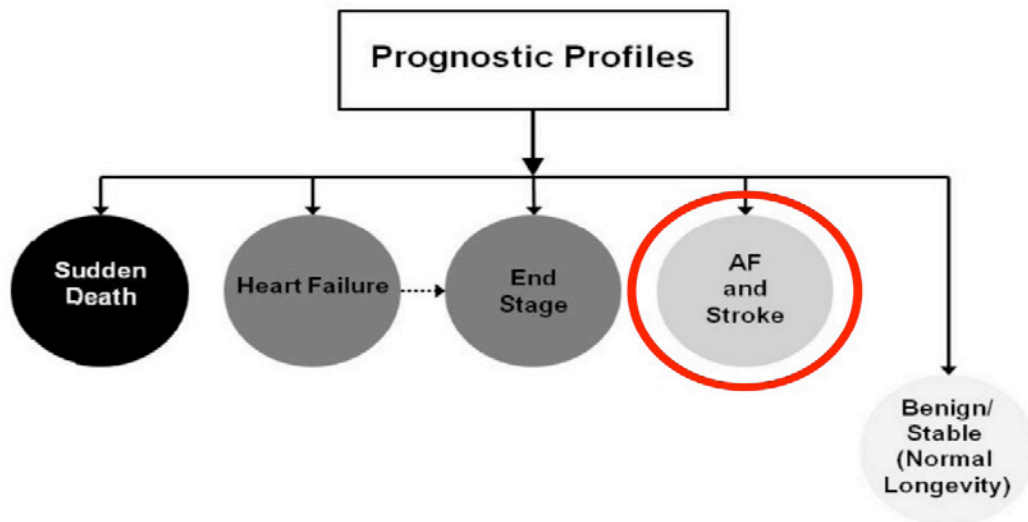 Prognostic Profiles
Sudden
Death
Heart Failure
End
Stage
AF
and
Stroke
Benign/
Stable
(Normal
Longevity)